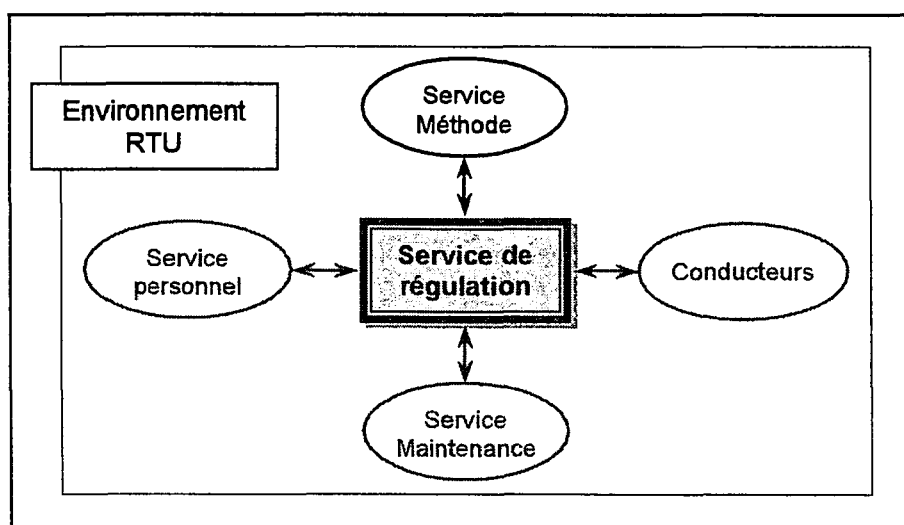 Environnement
RTU
Service
Méthode
Service
personnel
Service de
régulation
Conducteurs
Service
Maintenance